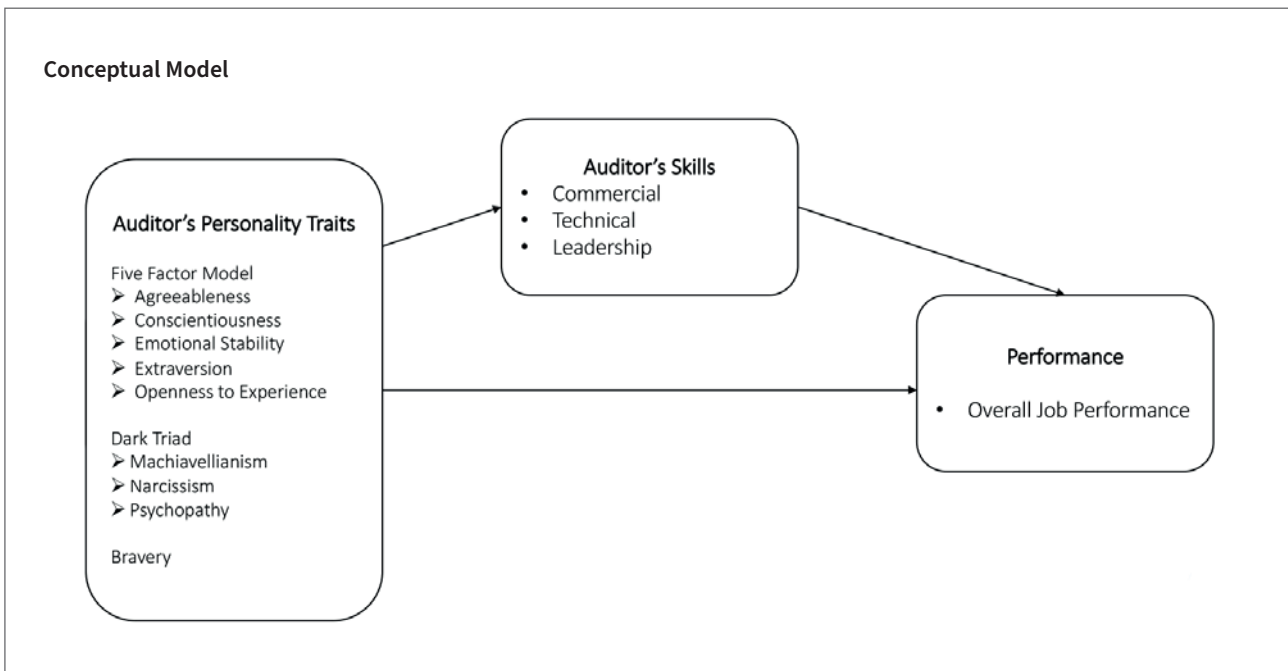 Conceptual Model
Auditor's Personality Traits
Five Factor Model
➤ Agreeableness
➤ Conscientiousness
➤ Emotional Stability
➤ Extraversion
➤ Openness to Experience
Dark Triad
➤ Machiavellianism
➤ Narcissism
➤ Psychopathy
Bravery
Auditor's Skills
• Commercial
• Technical
• Leadership
Performance
• Overall Job Performance